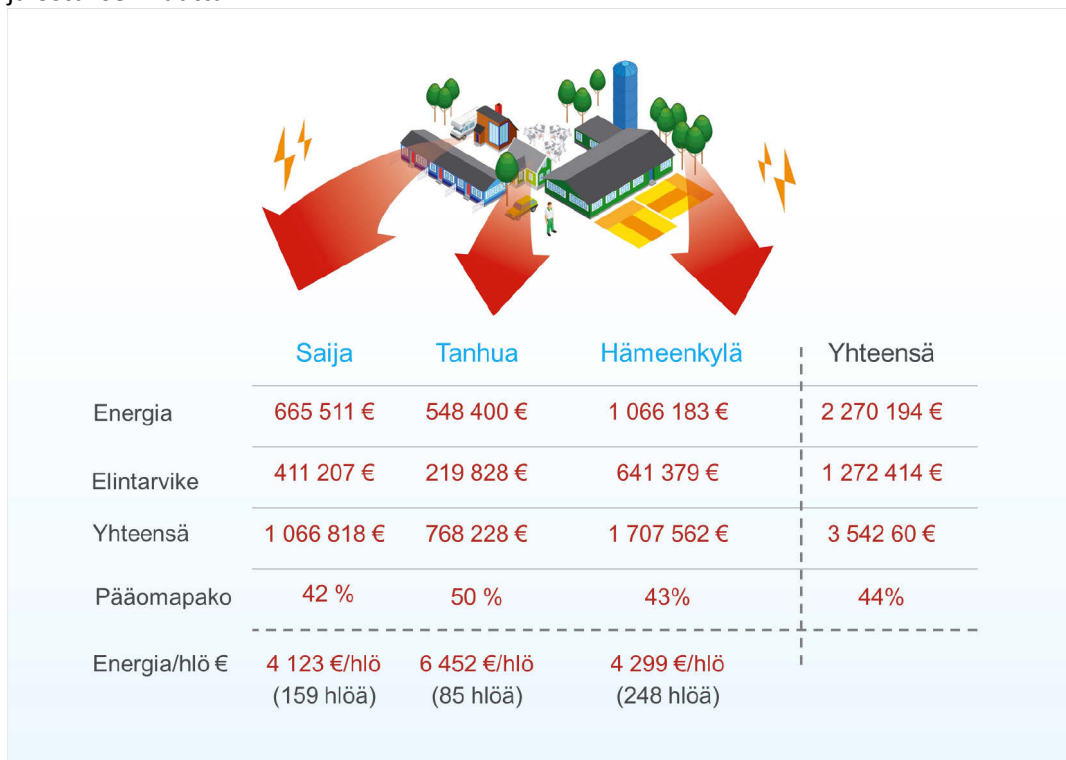 Saija Tanhua Hämeenkylä Yhteensä
Energia 665 511 € 548 400 € 1 066 183 € 2 270 194 €
Elintarvike 411 207 € 219 828 € 641 379 € 1 272 414 €
Yhteensä 1 066 818 € 768 228 € 1 707 562 € 3 542 60 €
Pääomapako 42 % 50 % 43% 44%
Energia/hlö € 4 123 €/hlö 6 452 €/hlö 4 299 €/hlö
(159 hlöä) (85 hlöä) (248 hlöä)